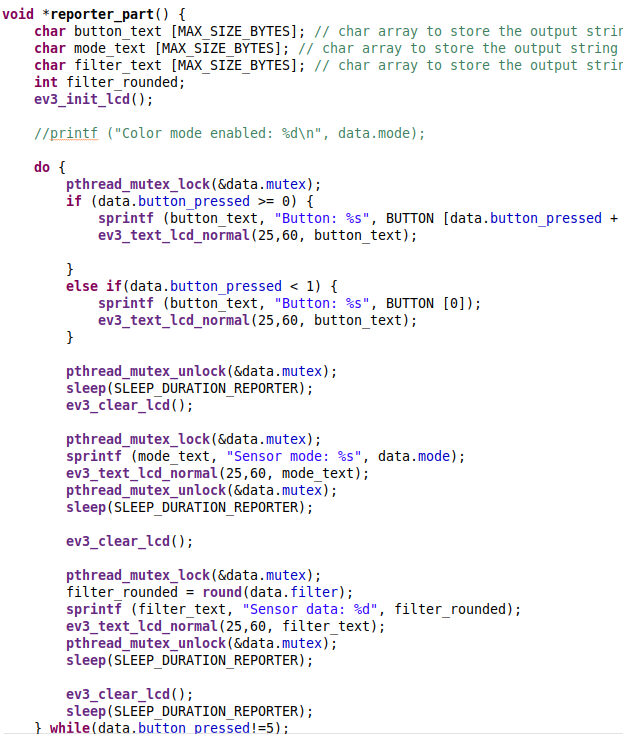 void *reporter_part() {
    char button_text [MAX_SIZE_BYTES]; // char array to store the output strin
    char mode_text [MAX_SIZE_BYTES]; // char array to store the output string
    char filter_text [MAX_SIZE_BYTES]; // char array to store the output strin
    int filter_rounded;
    ev3_init_lcd();

    //printf ("Color mode enabled: %d\n", data.mode);

    do {
        pthread_mutex_lock(&data.mutex);
        if (data.button_pressed >= 0) {
            sprintf (button_text, "Button: %s", BUTTON [data.button_pressed +
            ev3_text_lcd_normal(25,60, button_text);

        }
        else if(data.button_pressed < 1) {
            sprintf (button_text, "Button: %s", BUTTON [0]);
            ev3_text_lcd_normal(25,60, button_text);
        }

        pthread_mutex_unlock(&data.mutex);
        sleep(SLEEP_DURATION_REPORTER);
        ev3_clear_lcd();

        pthread_mutex_lock(&data.mutex);
        sprintf (mode_text, "Sensor mode: %s", data.mode);
        ev3_text_lcd_normal(25,60, mode_text);
        pthread_mutex_unlock(&data.mutex);
        sleep(SLEEP_DURATION_REPORTER);

        ev3_clear_lcd();

        pthread_mutex_lock(&data.mutex);
        filter_rounded = round(data.filter);
        sprintf (filter_text, "Sensor data: %d", filter_rounded);
        ev3_text_lcd_normal(25,60, filter_text);
        pthread_mutex_unlock(&data.mutex);
        sleep(SLEEP_DURATION_REPORTER);

        ev3_clear_lcd();
        sleep(SLEEP_DURATION_REPORTER);
    } while(data.button_pressed!=5);